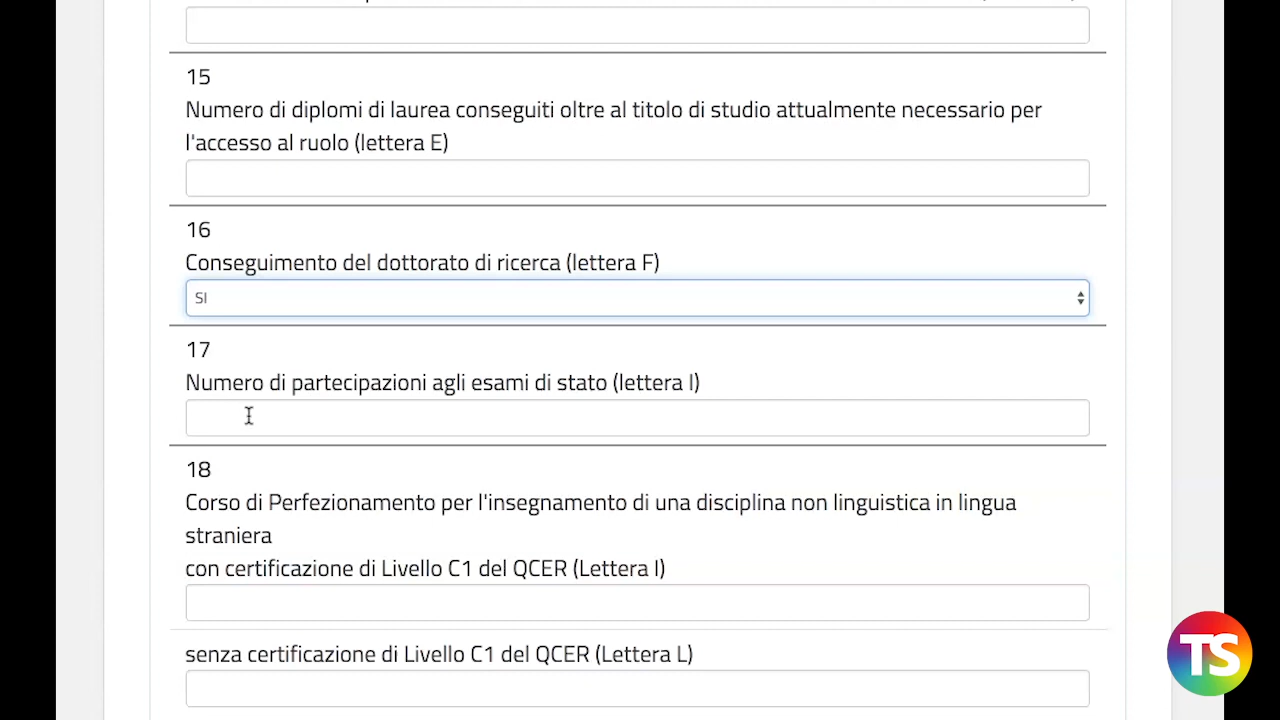 15
Numero di diplomi di laurea conseguiti oltre al titolo di studio attualmente necessario per
l'accesso al ruolo (lettera E)
16
Conseguimento del dottorato di ricerca (lettera F)
SI
17
Numero di partecipazioni agli esami di stato (lettera I)
18
Corso di Perfezionamento per l'insegnamento di una disciplina non linguistica in lingua
straniera
con certificazione di Livello C1 del QCER (Lettera I)
senza certificazione di Livello C1 del QCER (Lettera L)
TS